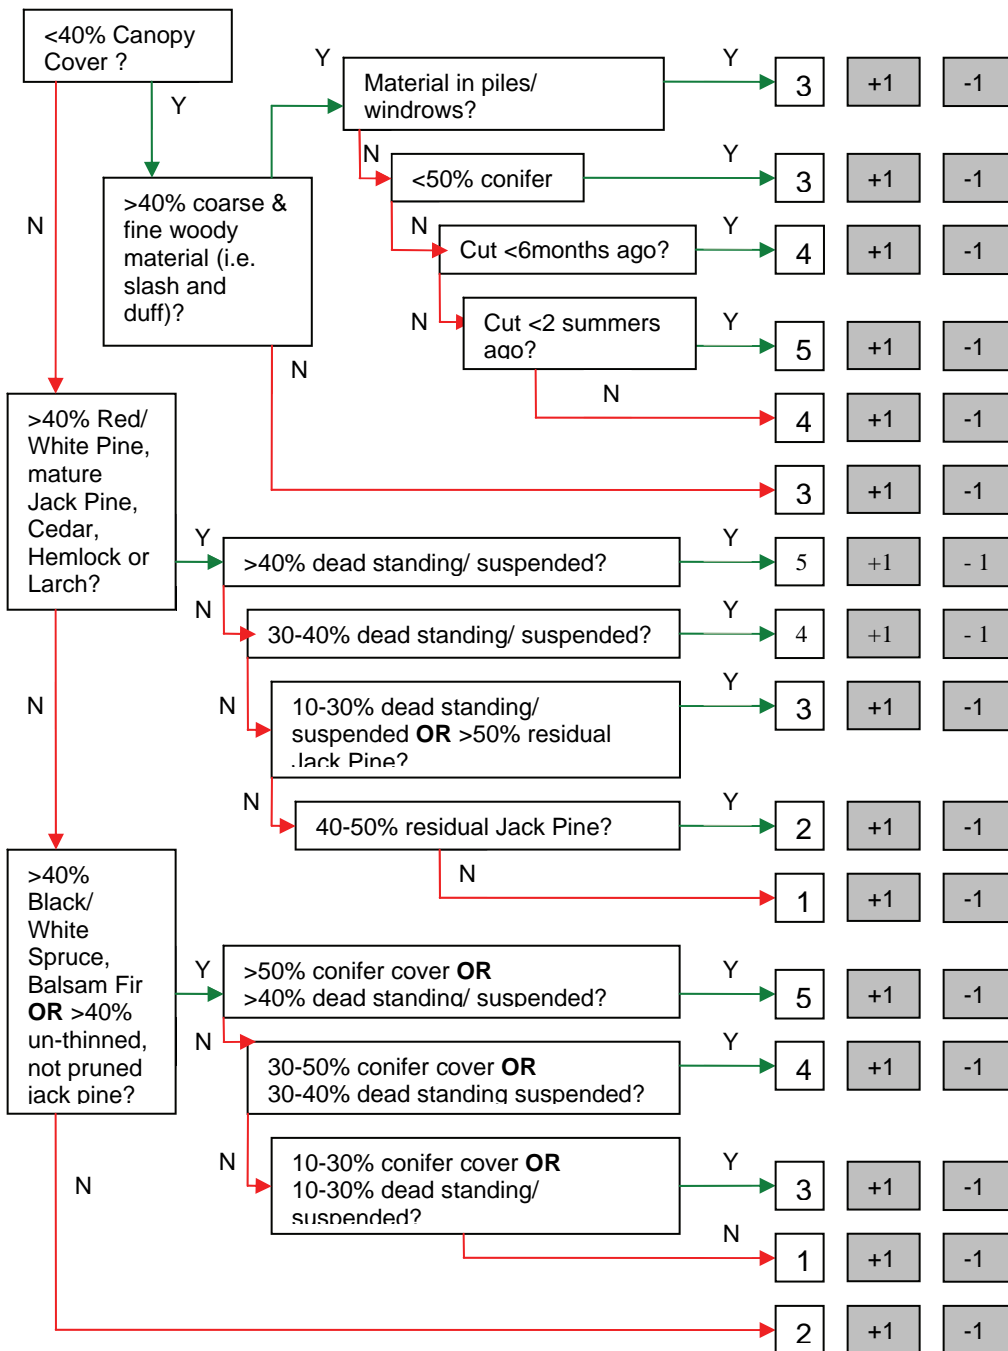 <40% Canopy
Cover ?
Y
Material in piles/
windrows?
Y
3
+1
-1
Y
N
<50% conifer
Y
3
+1
-1
N
>40% coarse &
fine woody
material (i.e.
slash and
duff)?
N
Cut <6months ago?
Y
4
+1
-1
N
Cut <2 summers
ago?
Y
5
+1
-1
N
N
4
+1
-1
>40% Red/
White Pine,
mature
Jack Pine,
Cedar,
Hemlock or
Larch?
3
+1
-1
Y
>40% dead standing/ suspended?
Y
5
+1
- 1
N
30-40% dead standing/ suspended?
Y
4
+1
- 1
N
N
10-30% dead standing/
suspended OR >50% residual
Jack Pine?
Y
3
+1
-1
N
40-50% residual Jack Pine?
Y
2
+1
-1
N
1
+1
-1
>40%
Black/
White
Spruce,
Balsam Fir
OR >40%
un-thinned,
not pruned
jack pine?
Y
>50% conifer cover OR
>40% dead standing/ suspended?
Y
5
+1
-1
N
30-50% conifer cover OR
30-40% dead standing suspended?
Y
4
+1
-1
N
N
10-30% conifer cover OR
10-30% dead standing/
suspended?
Y
3
+1
-1
N
1
+1
-1
2
+1
-1